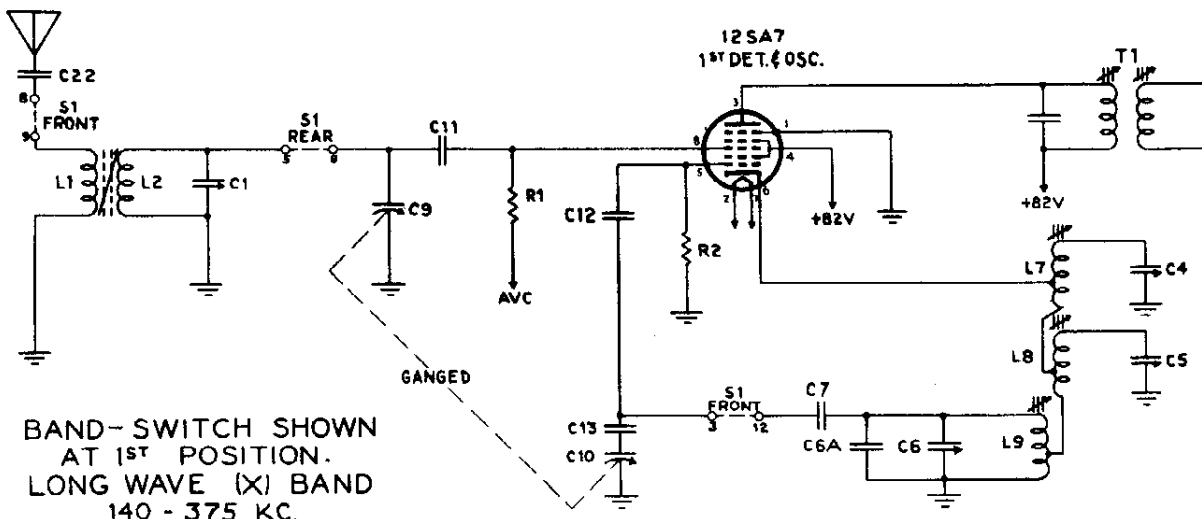 12SA7
1ST DET. & OSC.
T1
C22
8
S1
FRONT
9
L1
L2
C1
S1
REAR
5
8
C11
C9
R1
AVC
3
1
8
4
5
2
6
C12
R2
+82V
+82V
L7
C4
L8
C5
GANGED
C13
C10
S1
FRONT
3
12
C7
C6A
C6
L9
BAND-SWITCH SHOWN
AT 1ST POSITION.
LONG WAVE (X) BAND
140 - 375 KC.